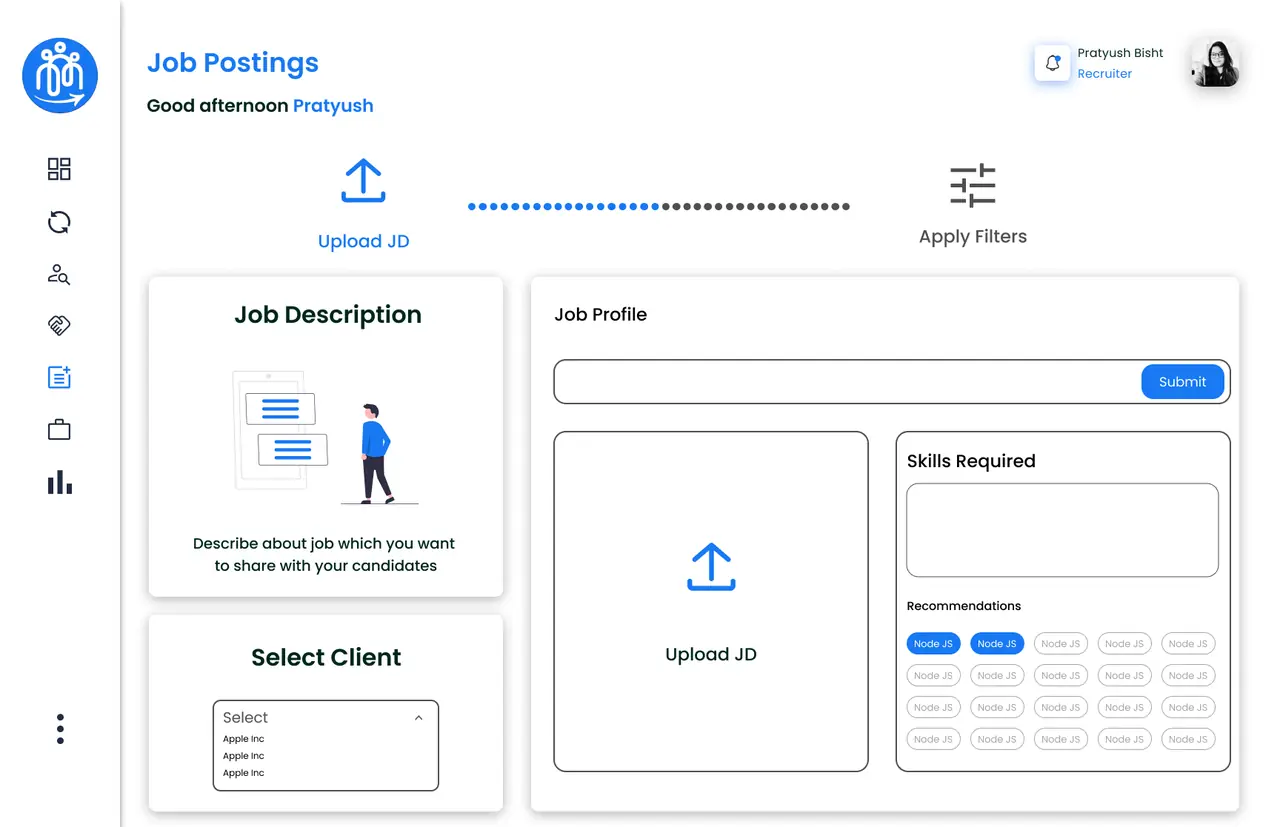 Job Postings
Pratyush Bisht
Recruiter
Good afternoon Pratyush
Upload JD
Apply Filters
Job Description
Describe about job which you want
to share with your candidates
Select Client
Select
Apple Inc
Apple Inc
Apple Inc
Job Profile
Submit
Upload JD
Skills Required
Recommendations
Node JS Node JS Node JS Node JS Node JS
Node JS Node JS Node JS Node JS Node JS
Node JS Node JS Node JS Node JS Node JS
Node JS Node JS Node JS Node JS Node JS